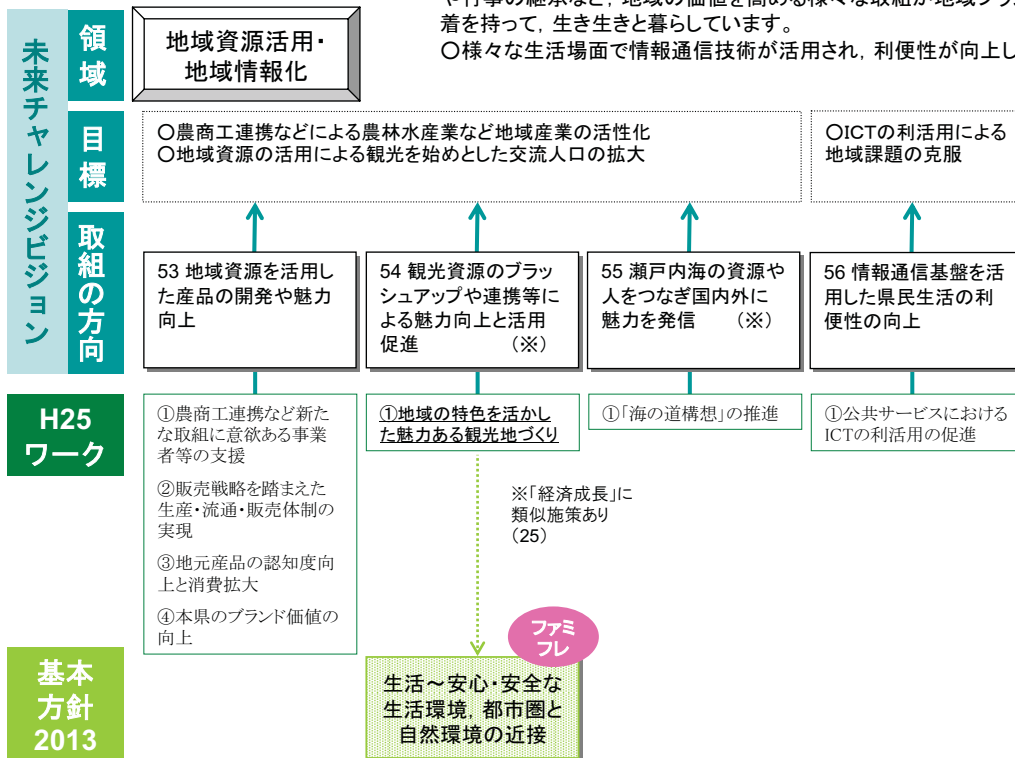 未来チャレンジビジョン
領域
地域資源活用・
地域情報化
着を持って，生き生きと暮らしています。
○様々な生活場面で情報通信技術が活用され，利便性が向上し
目標
○農商工連携などによる農林水産業など地域産業の活性化
○地域資源の活用による観光を始めとした交流人口の拡大
○ICTの利活用による
地域課題の克服
取組の方向
53 地域資源を活用し
た産品の開発や魅力
向上
54 観光資源のブラッ
シュアップや連携等に
よる魅力向上と活用
促進　　　（※）
55 瀬戸内海の資源や
人をつなぎ国内外に
魅力を発信　（※）
56 情報通信基盤を活
用した県民生活の利
便性の向上
H25
ワーク
①農商工連携など新た
な取組に意欲ある事業
者等の支援
②販売戦略を踏まえた
生産・流通・販売体制の
実現
③地元産品の認知度向
上と消費拡大
④本県のブランド価値の
向上
①地域の特色を活かし
た魅力ある観光地づくり
①「海の道構想」の推進
①公共サービスにおける
ICTの利活用の促進
※「経済成長」に
類似施策あり
（25）
ファミ
フレ
基本
方針
2013
生活～安心・安全な
生活環境，都市圏と
自然環境の近接